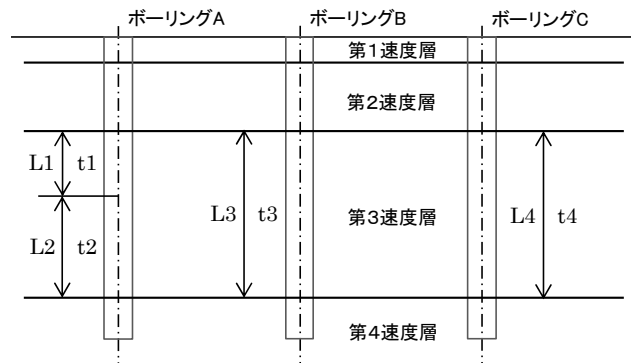 ボーリングA ボーリングB ボーリングC
第1速度層
第2速度層
L1 t1
L2 t2
L3 t3
第3速度層
L4 t4
第4速度層